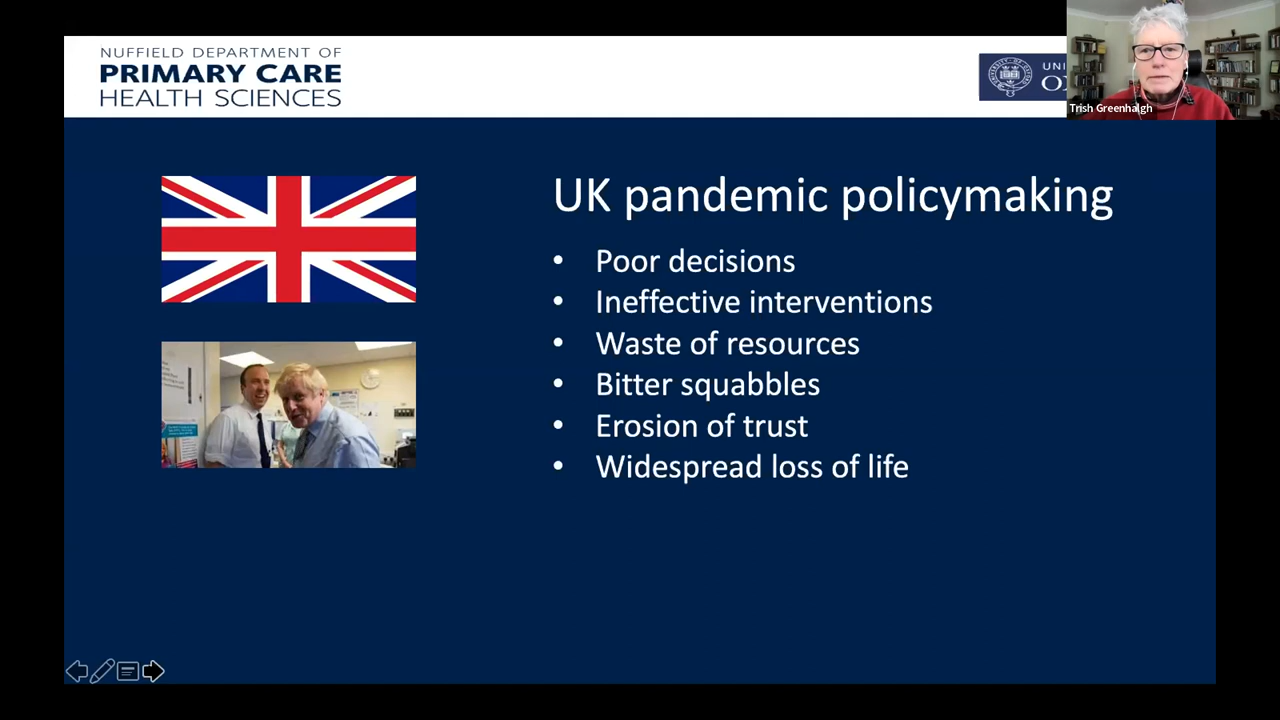 NUFFIELD DEPARTMENT OF
PRIMARY CARE
HEALTH SCIENCES
Trish Greenhalgh
UK pandemic policymaking
• Poor decisions
• Ineffective interventions
• Waste of resources
• Bitter squabbles
• Erosion of trust
• Widespread loss of life